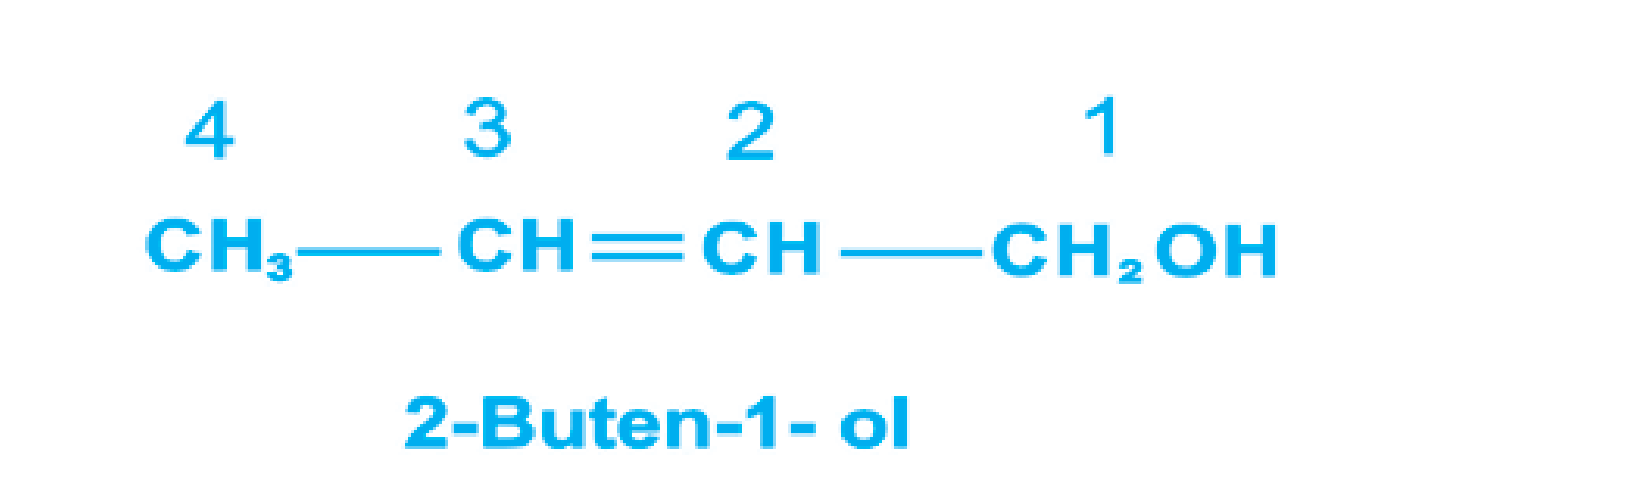 4 3 2 1
CH₃—CH=CH—CH₂OH
2-Buten-1- ol